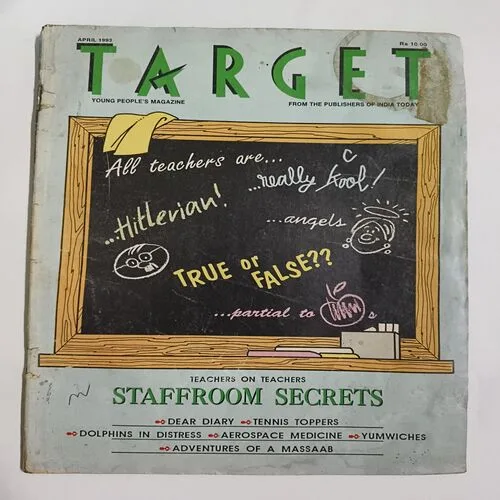 APRIL 1993
Rs 10.00
TARGET
YOUNG PEOPLE'S MAGAZINE
FROM THE PUBLISHERS OF INDIA TODAY
All teachers are...
...really kool!
C
...Hitlerian!
...angels
TRUE or FALSE??
...partial to
s
TEACHERS ON TEACHERS
STAFFROOM SECRETS
DEAR DIARY TENNIS TOPPERS
DOLPHINS IN DISTRESS AEROSPACE MEDICINE YUMWICHES
ADVENTURES OF A MASSAAB